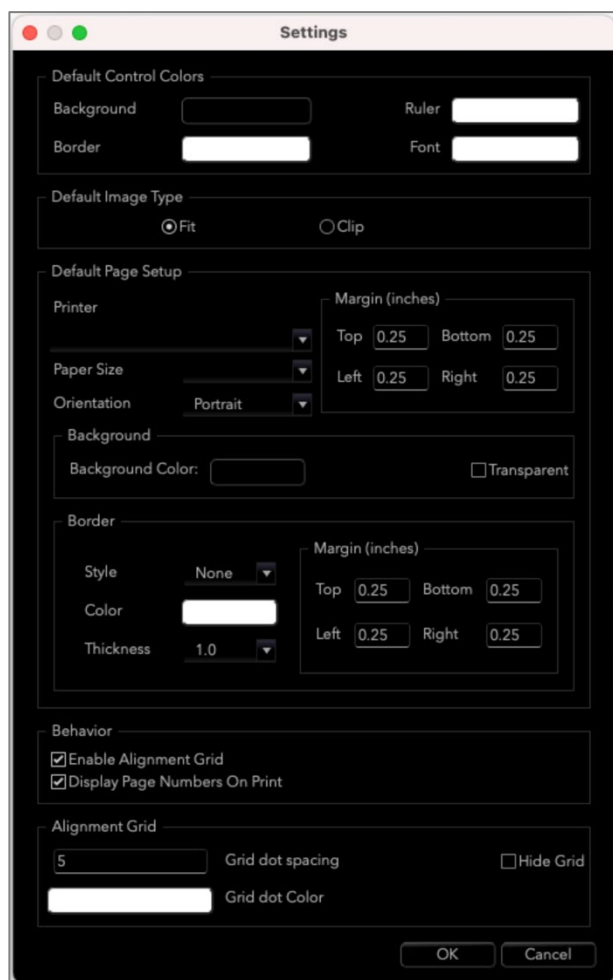 Settings
Default Control Colors
Background Ruler
Border Font
Default Image Type
Fit Clip
Default Page Setup
Printer
Paper Size
Orientation Portrait
Margin (inches)
Top 0.25 Bottom 0.25
Left 0.25 Right 0.25
Background
Background Color: Transparent
Border
Style None
Color
Thickness 1.0
Margin (inches)
Top 0.25 Bottom 0.25
Left 0.25 Right 0.25
Behavior
Enable Alignment Grid
Display Page Numbers On Print
Alignment Grid
5 Grid dot spacing Hide Grid
Grid dot Color
OK Cancel